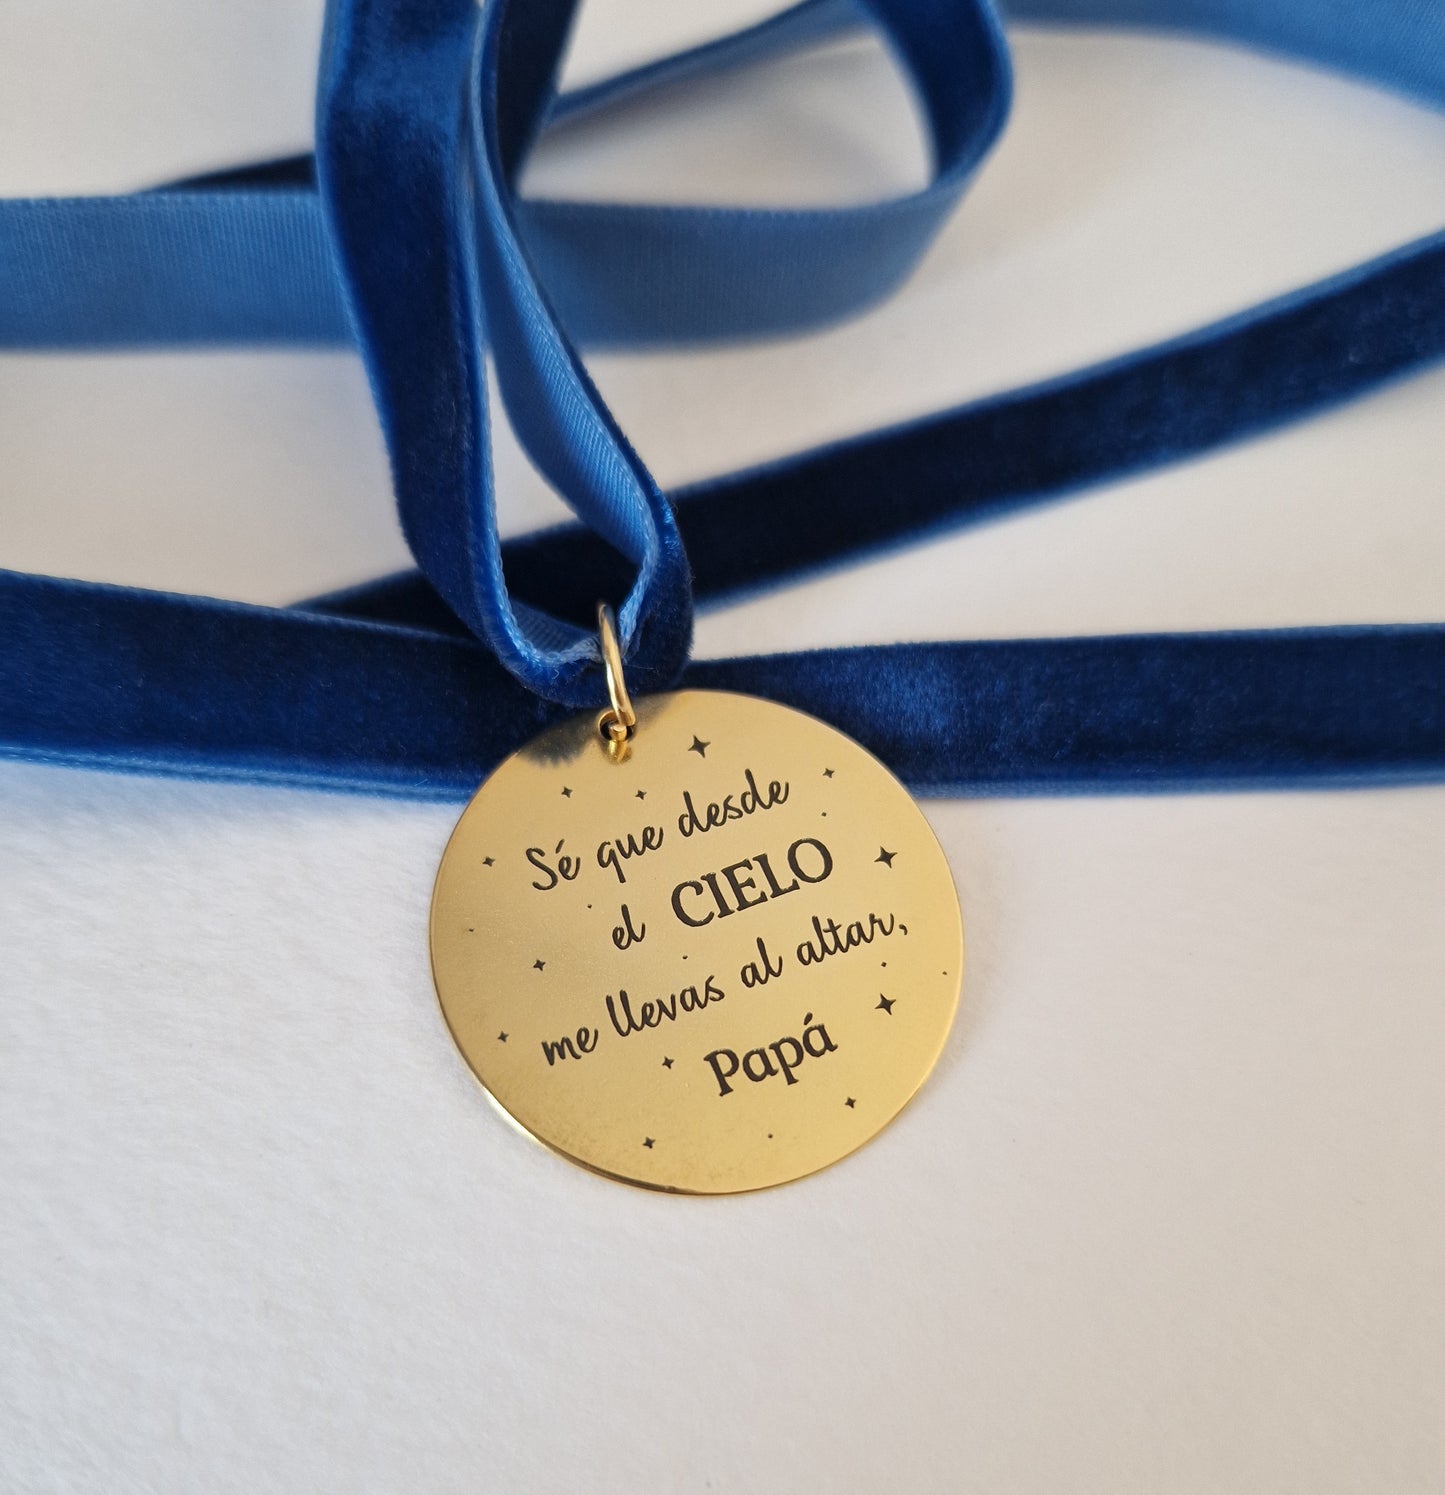 Sé que desde
el CIELO
me llevas al altar,
Papá